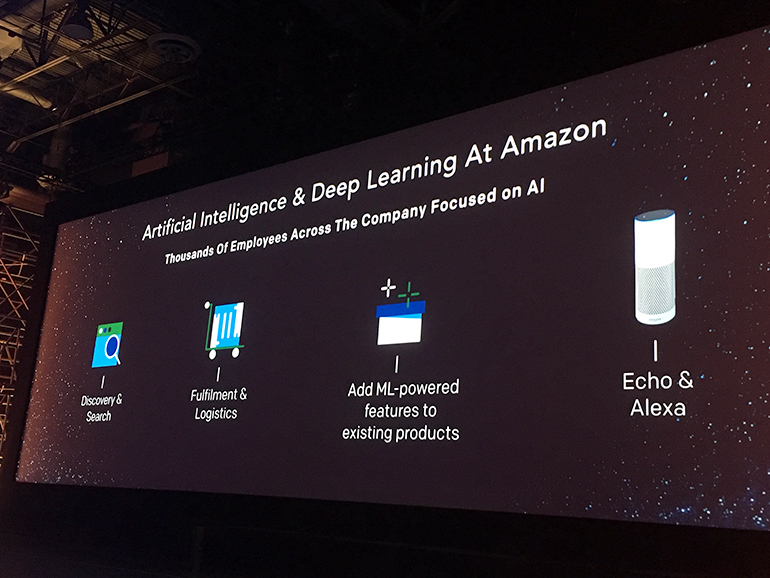 Artificial Intelligence & Deep Learning At Amazon
Thousands Of Employees Across The Company Focused on AI
Discovery &
Search
Fulfilment &
Logistics
Add ML-powered
features to
existing products
Echo &
Alexa